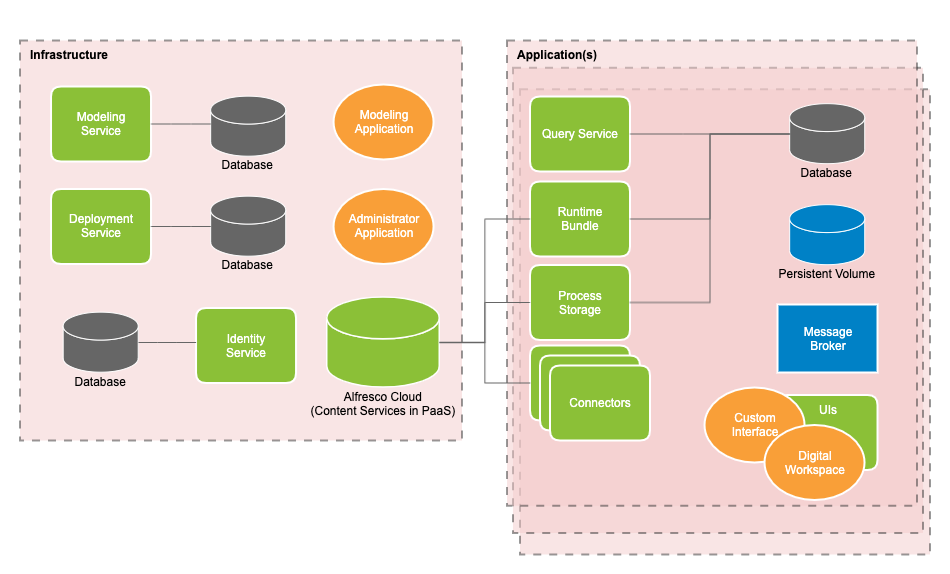 Infrastructure
Modeling
Service
Database
Modeling
Application
Deployment
Service
Database
Administrator
Application
Database
Identity
Service
Alfresco Cloud
(Content Services in PaaS)
Application(s)
Query Service
Database
Runtime
Bundle
Persistent Volume
Process
Storage
Message
Broker
Connectors
Custom
Interface
UIs
Digital
Workspace